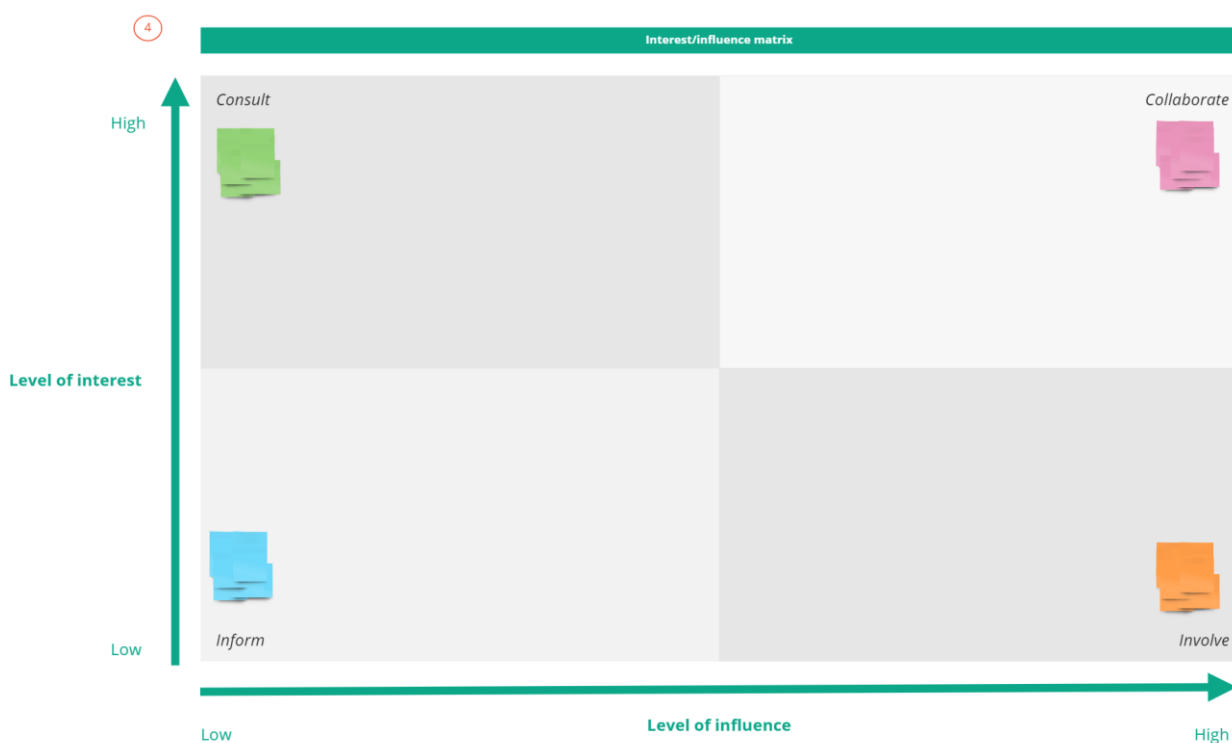 4
Interest/influence matrix
Consult
Collaborate
High
Level of interest
Inform
Involve
Low
Level of influence
Low
High